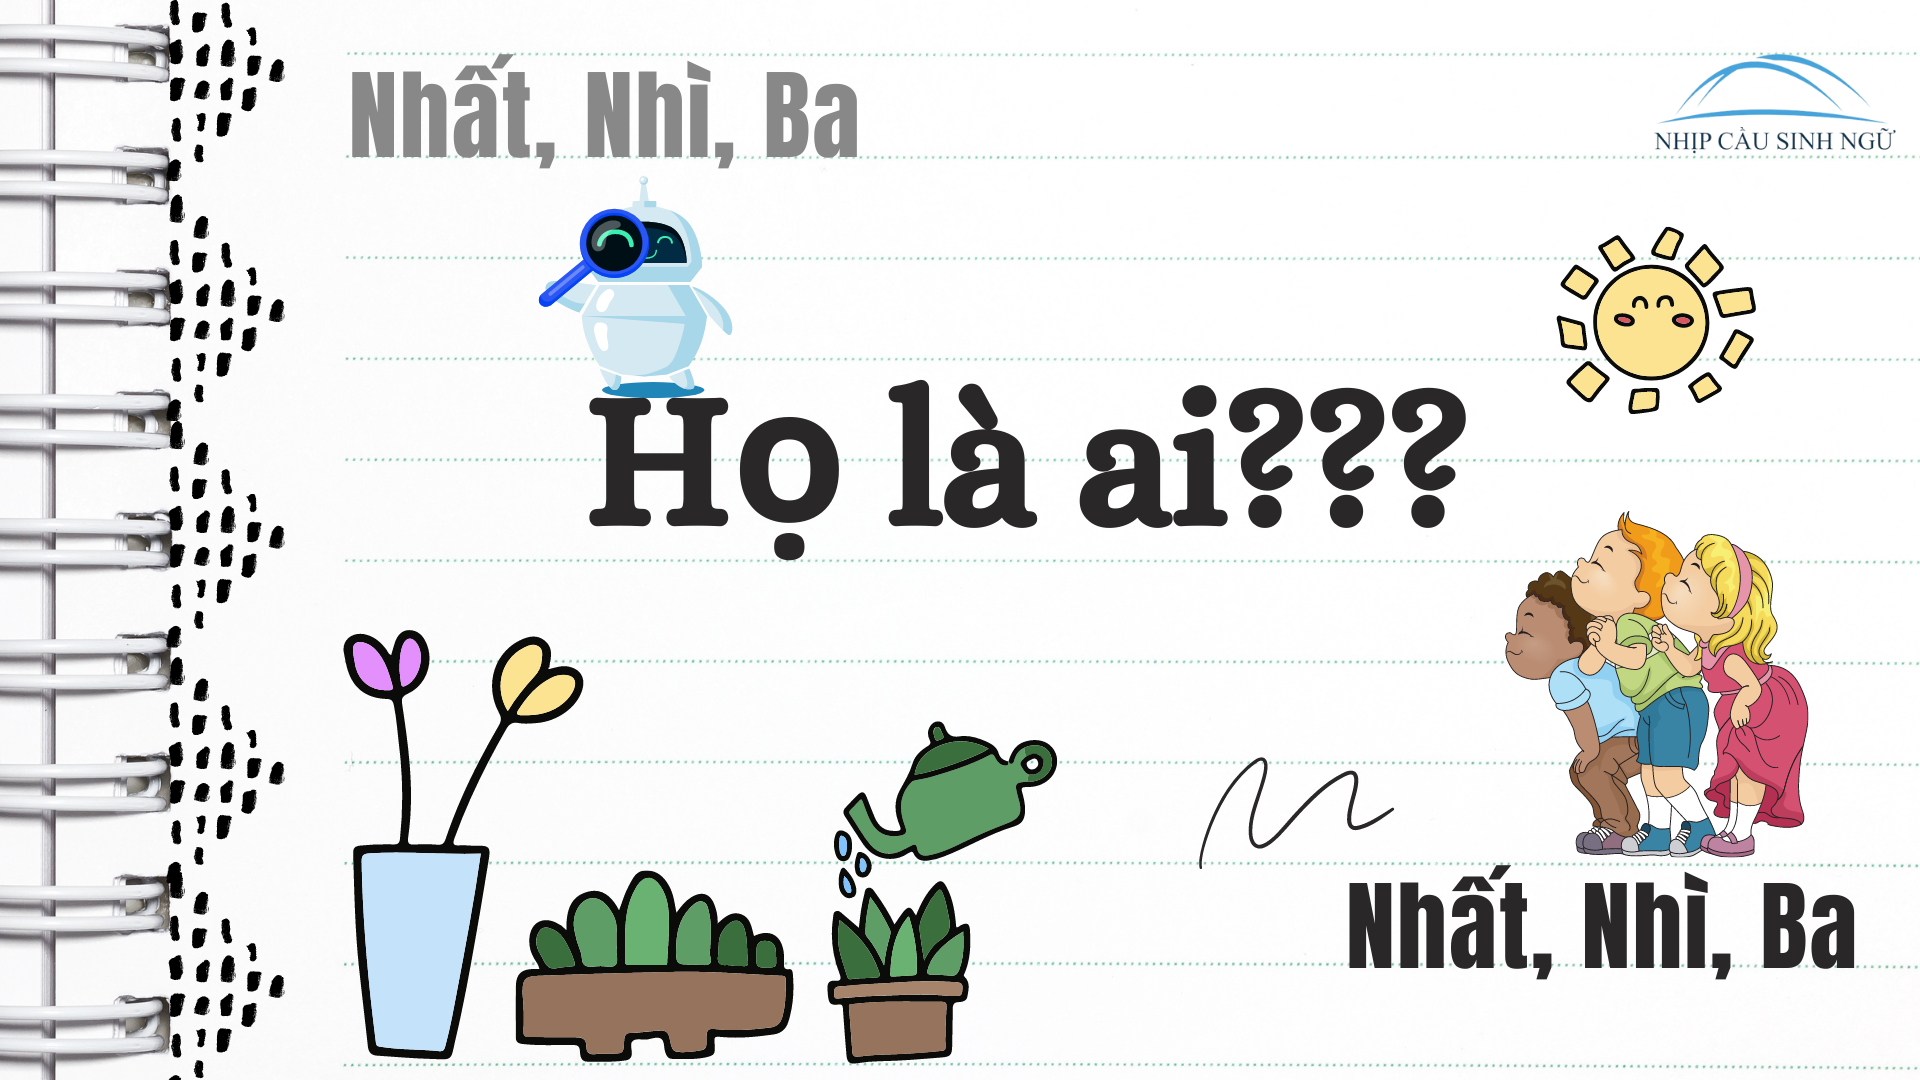 Nhất, Nhì, Ba
NHỊP CẦU SINH NGỮ
Họ là ai???
Nhất, Nhì, Ba